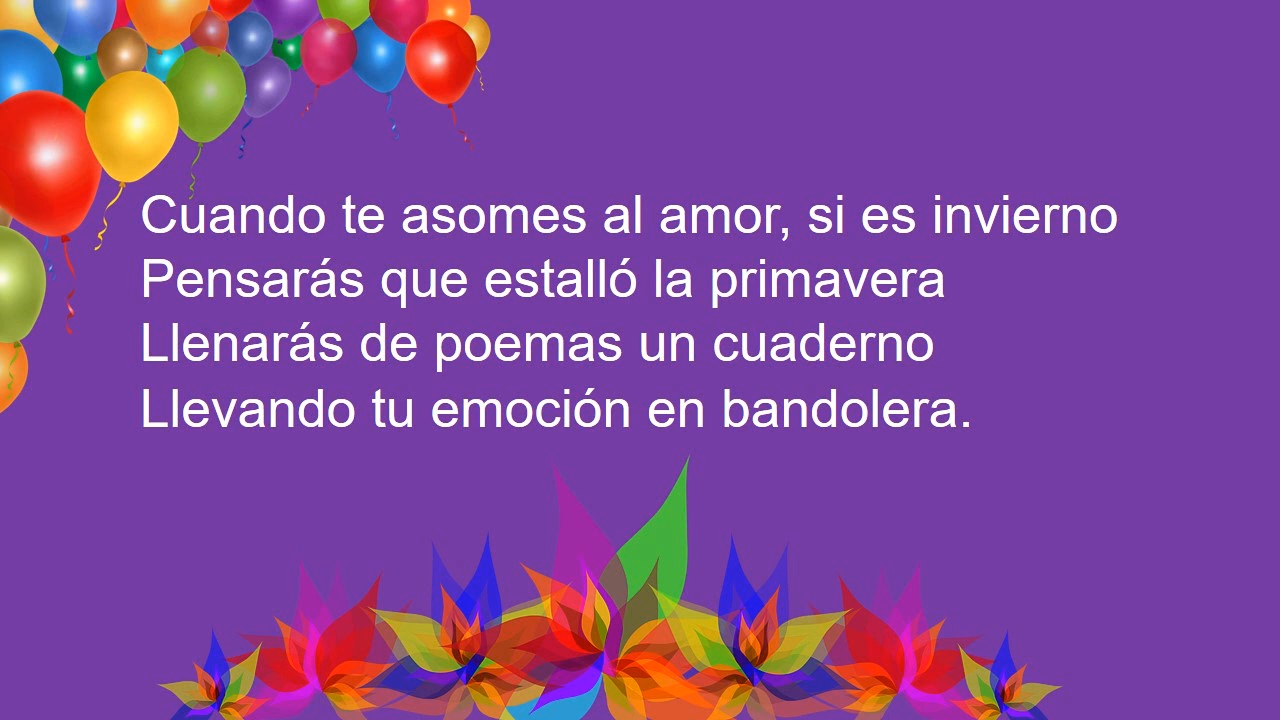 Cuando te asomes al amor, si es invierno
Pensarás que estalló la primavera
Llenarás de poemas un cuaderno
Llevando tu emoción en bandolera.